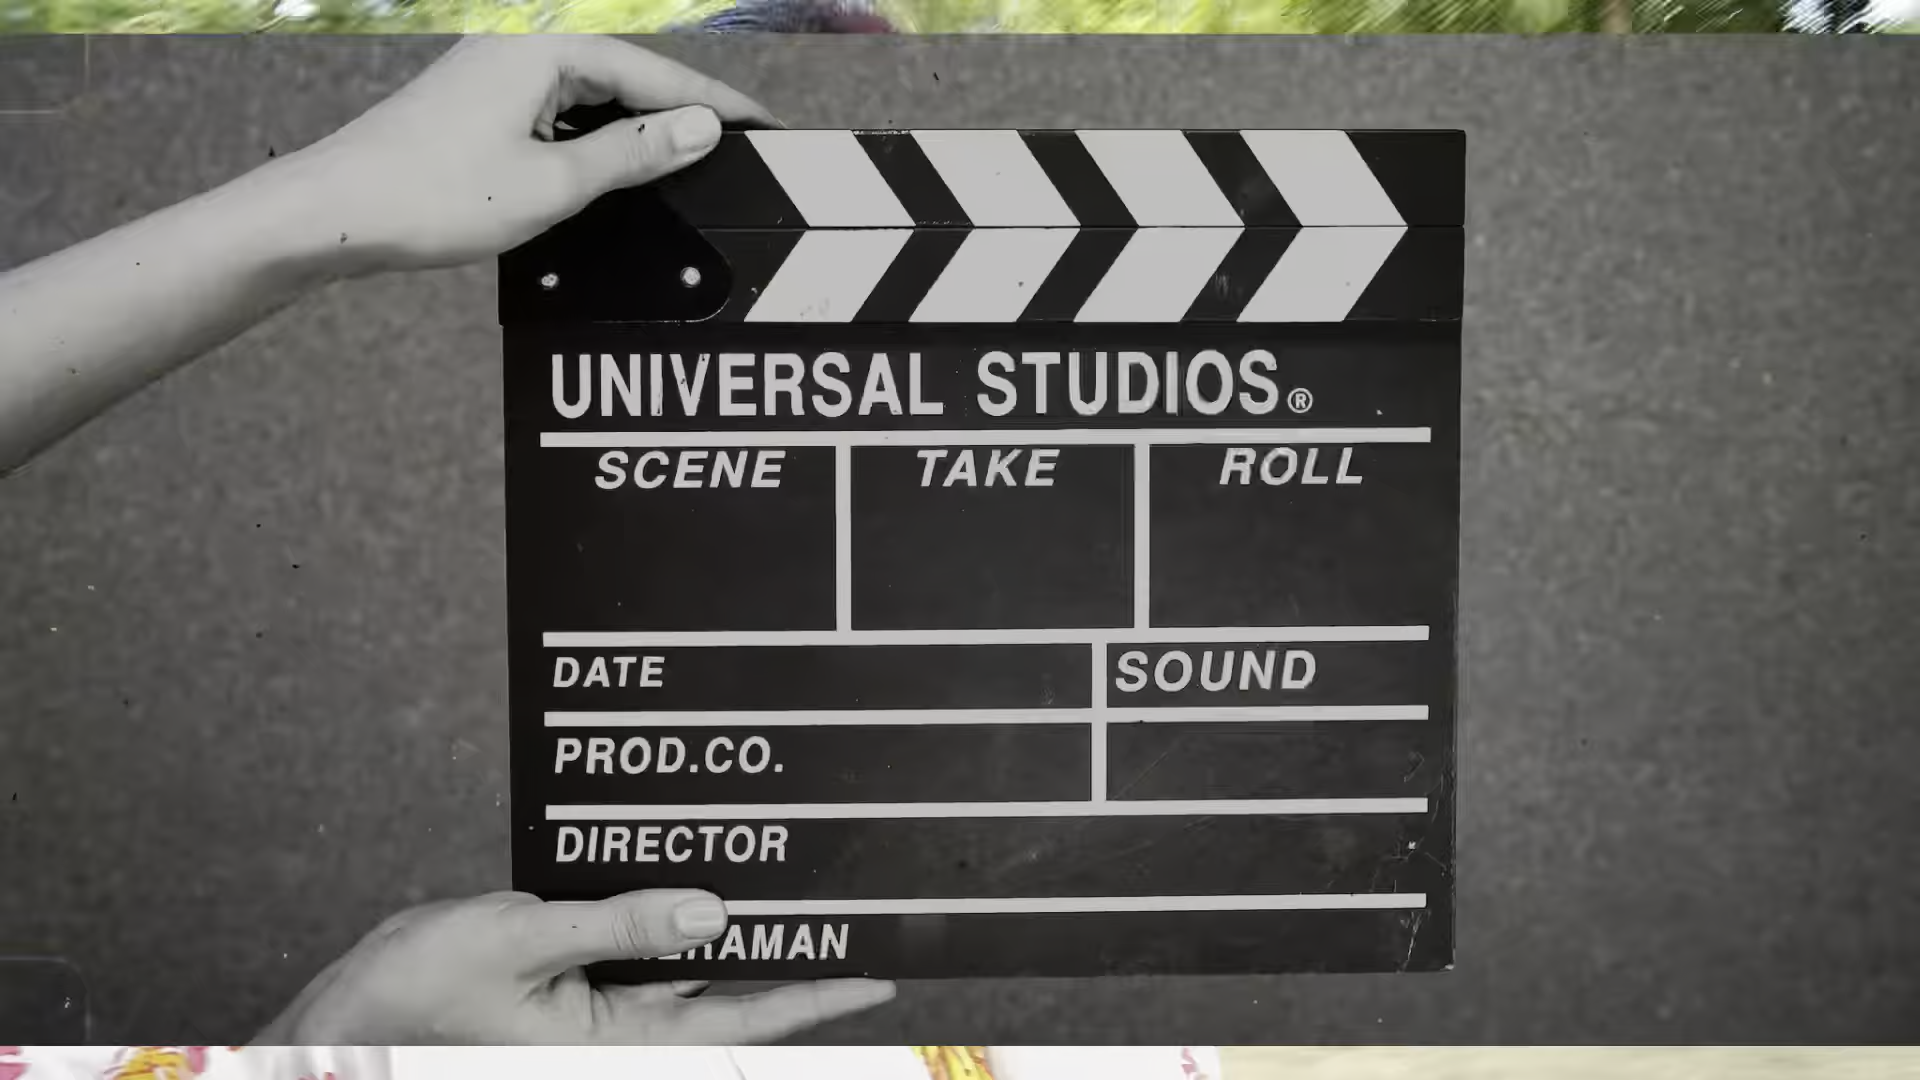 UNIVERSAL STUDIOS®
SCENE TAKE ROLL
DATE SOUND
PROD.CO.
DIRECTOR